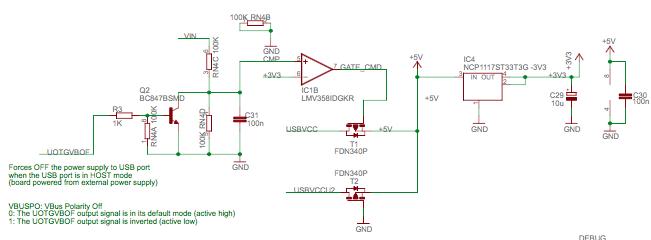 100K RN4B
GND
VIN
RN4C 100K
CMP
+3V3
IC1B
LMV358IDGKR
GATE_CMD
Q2
BC847BSMD
R3
1K
RN4A 100K
100K RN4D
C31
100n
GND
UOTGVBOF
USBVCC
+5V
T1
FDN340P
FDN340P
T2
USBVCCU2
GND
+5V
+5V
IC4
NCP1117ST33T3G -3V3
IN OUT
+3V3
+3V3
C29
10u
GND
+5V
C30
100n
GND
Forces OFF the power supply to USB port
when the USB port is in HOST mode
(board powered from external power supply)
VBUSPO: VBus Polarity Off
0: The UOTGVBOF output signal is in its default mode (active high)
1: The UOTGVBOF output signal is inverted (active low)